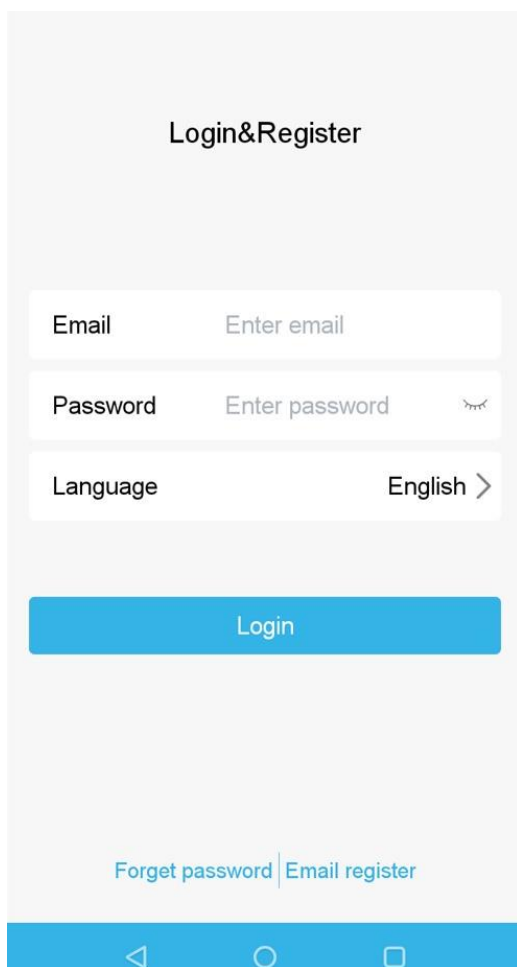 Login&Register
Email Enter email
Password Enter password
Language English
Login
Forget password Email register